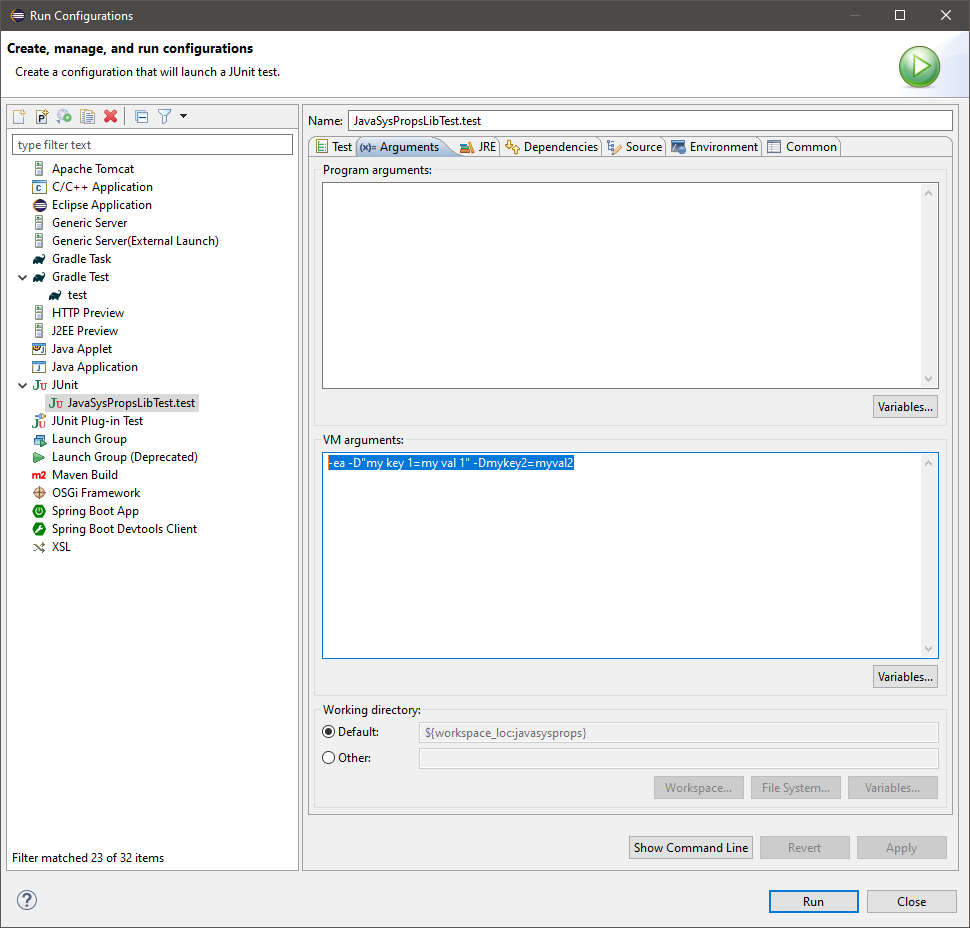 Run Configurations
Create, manage, and run configurations
Create a configuration that will launch a JUnit test.
type filter text
Apache Tomcat
C/C++ Application
Eclipse Application
Generic Server
Generic Server(External Launch)
Gradle Task
Gradle Test
test
HTTP Preview
J2EE Preview
Java Applet
Java Application
JUnit
JavaSysPropsLibTest.test
JUnit Plug-in Test
Launch Group
Launch Group (Deprecated)
Maven Build
OSGi Framework
Spring Boot App
Spring Boot Devtools Client
XSL
Filter matched 23 of 32 items
Name: JavaSysPropsLibTest.test
Test (x)= Arguments JRE Dependencies Source Environment Common
Program arguments:
Variables...
VM arguments:
-ea -D"my key 1=my val 1" -Dmykey2=myval2
Variables...
Working directory:
Default: ${workspace_loc:javasysprops}
Other:
Workspace... File System... Variables...
Show Command Line Revert Apply
Run Close